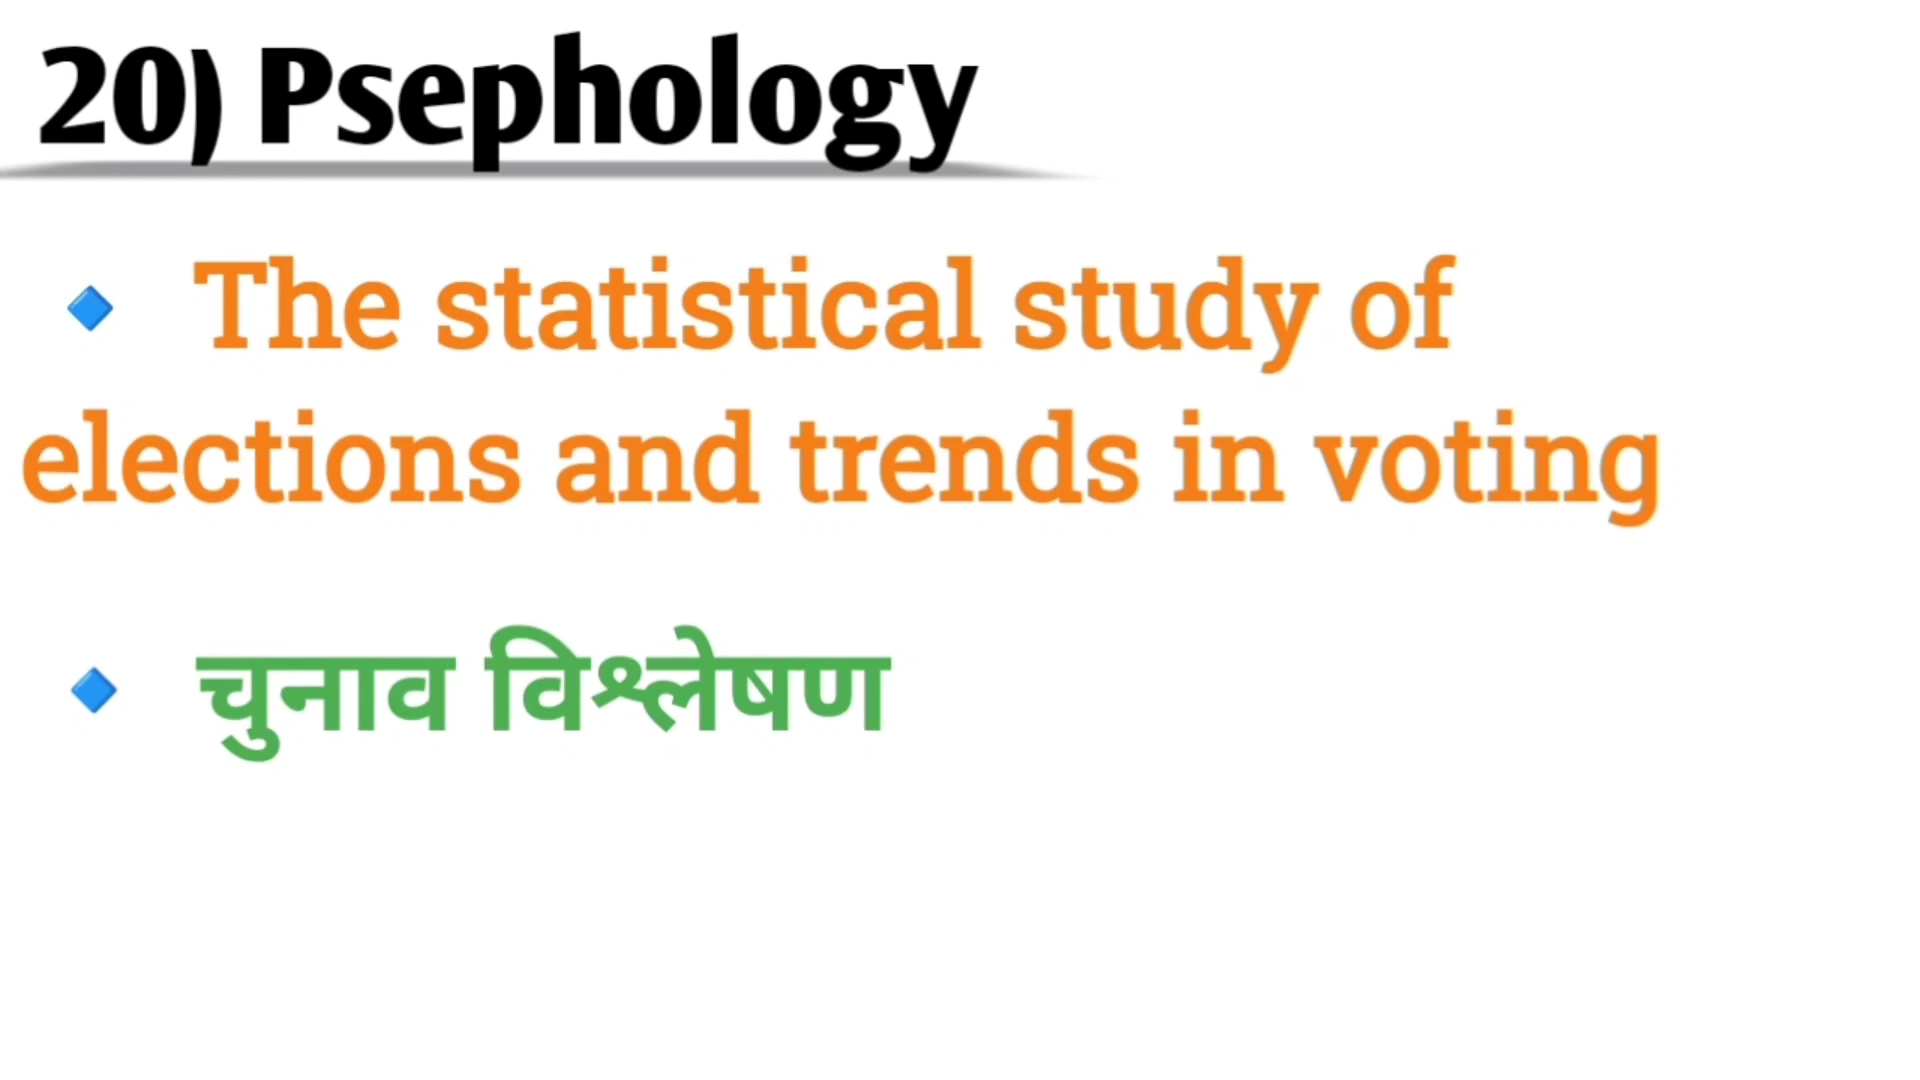 20) Psephology
The statistical study of
elections and trends in voting
चुनाव विश्लेषण